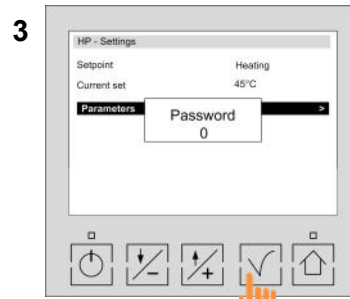 3
HP - Settings
Setpoint Heating
Current set 45°C
Parameters >
Password
0